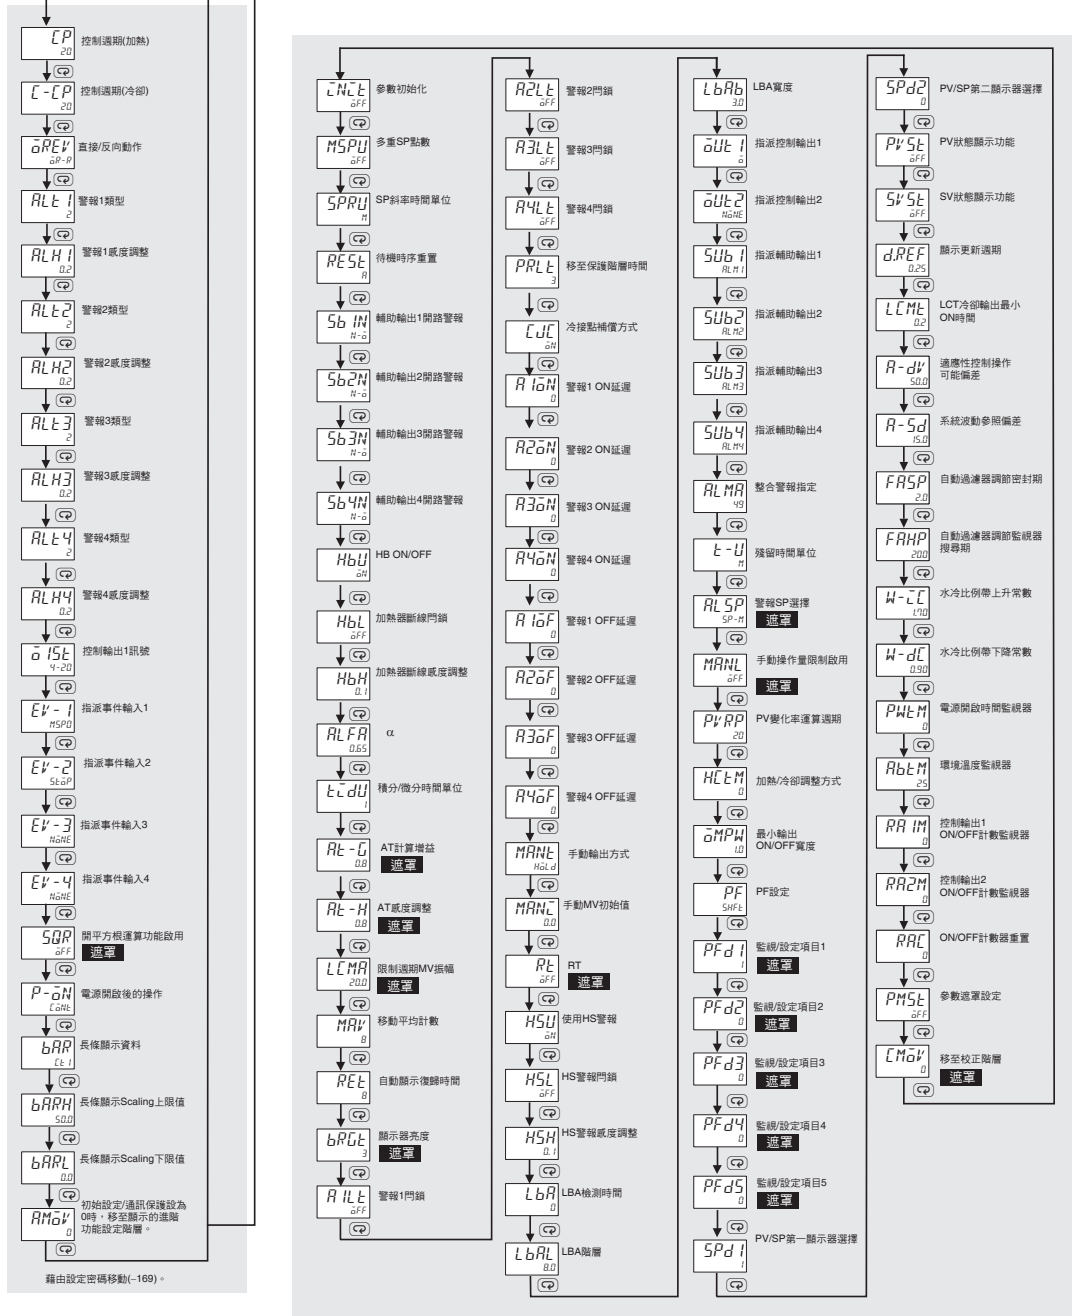 CP
20
控制週期(加熱)
C-CP
20
控制週期(冷卻)
oREV
oR-R
直接/反向動作
ALt1
2
警報1類型
ALH1
0.2
警報1感度調整
ALt2
2
警報2類型
ALH2
0.2
警報2感度調整
ALt3
2
警報3類型
ALH3
0.2
警報3感度調整
ALt4
2
警報4類型
ALH4
0.2
警報4感度調整
o1St
4-20
控制輸出1訊號
EV-1
MSP0
指派事件輸入1
EV-2
StoP
指派事件輸入2
EV-3
NoNE
指派事件輸入3
EV-4
NoNE
指派事件輸入4
SQR
oFF
開平方根運算功能啟用
遮罩
P-oN
CoNt
電源開啟後的操作
bAR
Ct1
長條顯示資料
bARH
50.0
長條顯示Scaling上限值
bARL
0.0
長條顯示Scaling下限值
AMoV
0
初始設定/通訊保護設為
0時，移至顯示的進階
功能設定階層。
藉由設定密碼移動(–169)。
iNit
oFF
參數初始化
MSPU
oFF
多重SP點數
SPRU
M
SP斜率時間單位
RESt
A
待機時序重置
Sb1N
N-o
輔助輸出1開路警報
Sb2N
N-o
輔助輸出2開路警報
Sb3N
N-o
輔助輸出3開路警報
Sb4N
N-o
輔助輸出4開路警報
HbU
oN
HB ON/OFF
HbL
oFF
加熱器斷線閂鎖
HbH
0.1
加熱器斷線感度調整
ALFA
0.65
α
tidU
1
積分/微分時間單位
At-G
0.8
AT計算增益
遮罩
At-H
0.8
AT感度調整
遮罩
LCMA
20.0
限制週期MV振幅
遮罩
MAV
8
移動平均計數
REt
8
自動顯示復歸時間
bRGt
3
顯示器亮度
遮罩
A1Lt
oFF
警報1閂鎖
A2Lt
oFF
警報2閂鎖
A3Lt
oFF
警報3閂鎖
A4Lt
oFF
警報4閂鎖
PRLt
3
移至保護階層時間
CJC
oN
冷接點補償方式
A1oN
0
警報1 ON延遲
A2oN
0
警報2 ON延遲
A3oN
0
警報3 ON延遲
A4oN
0
警報4 ON延遲
A1oF
0
警報1 OFF延遲
A2oF
0
警報2 OFF延遲
A3oF
0
警報3 OFF延遲
A4oF
0
警報4 OFF延遲
MANt
HoLd
手動輸出方式
MANi
0.0
手動MV初始值
Rt
oFF
RT
遮罩
HSU
oN
使用HS警報
HSL
oFF
HS警報閂鎖
HSH
0.1
HS警報感度調整
LbA
0
LBA檢測時間
LbAL
8.0
LBA階層
LbAb
3.0
LBA寬度
oUt1
o
指派控制輸出1
oUt2
NoNE
指派控制輸出2
SUb1
ALM1
指派輔助輸出1
SUb2
ALM2
指派輔助輸出2
SUb3
ALM3
指派輔助輸出3
SUb4
ALM4
指派輔助輸出4
ALMA
49
整合警報指定
t-U
M
殘留時間單位
ALSP
SP-M
警報SP選擇
遮罩
MANL
oFF
手動操作量限制啟用
遮罩
PVRP
20
PV變化率運算週期
HCtM
0
加熱/冷卻調整方式
oMPW
1.0
最小輸出
ON/OFF寬度
PF
SHFt
PF設定
PFd1
1
監視/設定項目1
遮罩
PFd2
0
監視/設定項目2
遮罩
PFd3
0
監視/設定項目3
遮罩
PFd4
0
監視/設定項目4
遮罩
PFd5
0
監視/設定項目5
遮罩
SPd1
1
PV/SP第一顯示器選擇
SPd2
0
PV/SP第二顯示器選擇
PVSt
oFF
PV狀態顯示功能
SVSt
oFF
SV狀態顯示功能
d.REF
0.25
顯示更新週期
LCMt
0.2
LCT冷卻輸出最小
ON時間
A-dV
50.0
適應性控制操作
可能偏差
A-Sd
15.0
系統波動參照偏差
FASP
2.0
自動過濾器調節密封期
FAHP
20.0
自動過濾器調節監視器
搜尋期
W-iC
1.70
水冷比例帶上升常數
W-dC
0.90
水冷比例帶下降常數
PWtM
0
電源開啟時間監視器
AbtM
25
環境溫度監視器
RA1M
0
控制輸出1
ON/OFF計數監視器
RA2M
0
控制輸出2
ON/OFF計數監視器
RAC
0
ON/OFF計數器重置
PMSt
oFF
參數遮罩設定
CMoV
0
移至校正階層
遮罩